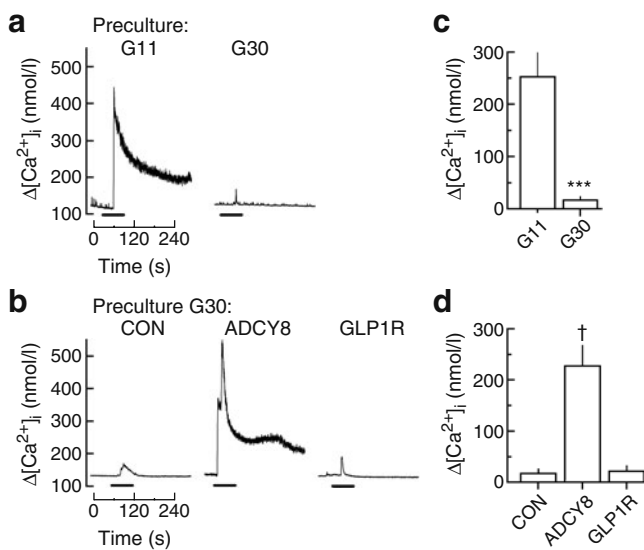 a
Preculture:
G11 G30
Δ[Ca²⁺]ᵢ (nmol/l)
500
400
300
200
100
0 120 240
Time (s)
b
Preculture G30:
CON ADCY8 GLP1R
Δ[Ca²⁺]ᵢ (nmol/l)
500
400
300
200
100
0 120 240
Time (s)
c
Δ[Ca²⁺]ᵢ (nmol/l)
300
200
50
0
***
G11
G30
d
Δ[Ca²⁺]ᵢ (nmol/l)
300
200
50
0
†
CON
ADCY8
GLP1R